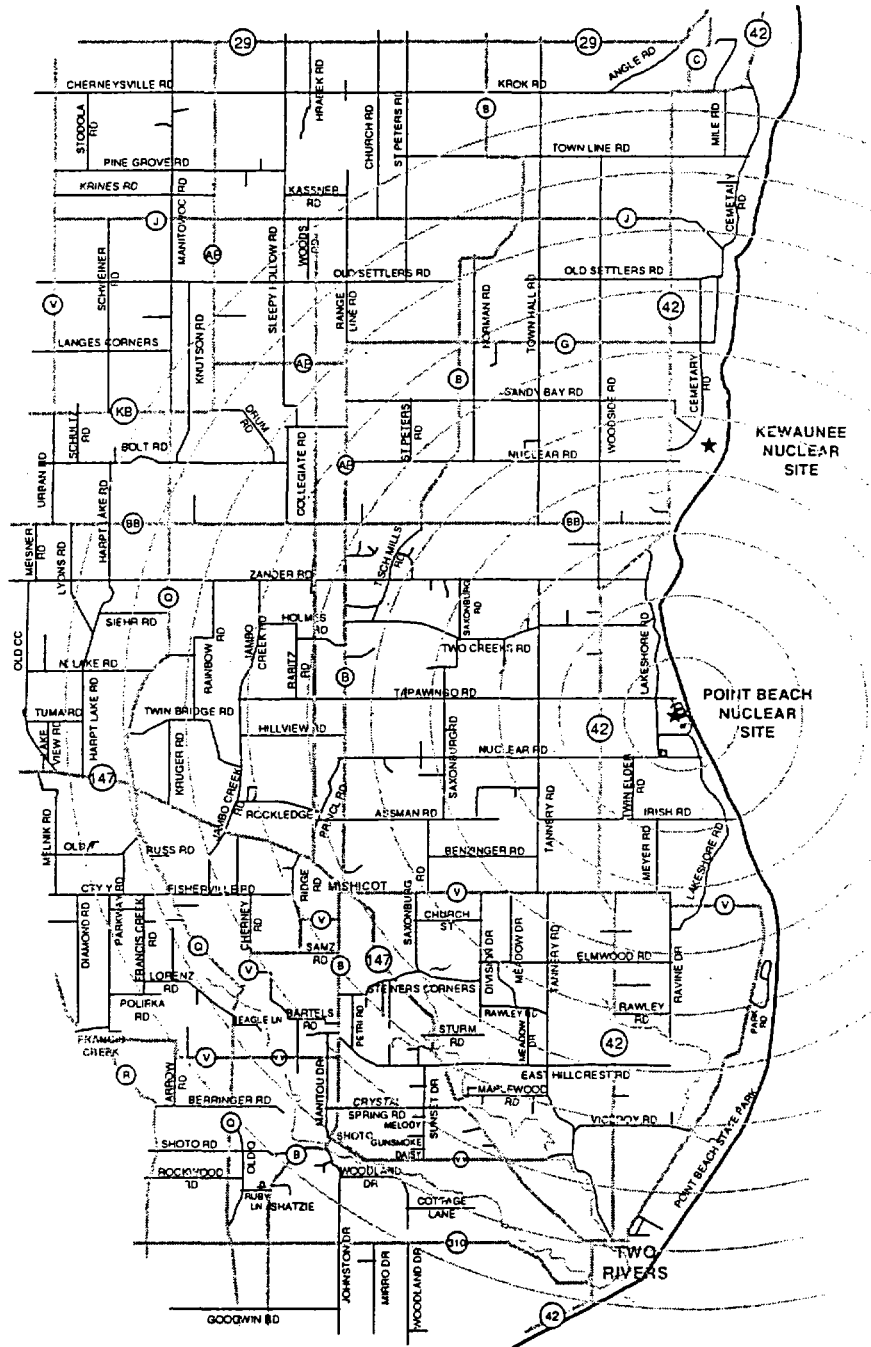 29
29
42
C
ANGLE RD
CHERNEYSVILLE RD
KROK RD
STODOLA
RD
HRABEK RD
CHURCH RD
ST PETERS RD
B
MILE RD
TOWN LINE RD
PINE GROVE RD
KRINES RD
KASSNER
RD
MANITOWOC RD
CEMETARY
RD
J
J
AB
WOODS
RD
SLEEPY HOLLOW RD
SCHWEINER
RD
OLD SETTLERS RD
OLD SETTLERS RD
V
42
RANGE
LINE RD
NORMAN RD
TOWN HALL RD
KNUTSON RD
LANGES CORNERS
G
AB
B
SANDY BAY RD
CEMETARY
RD
WOODSIDE RD
KB
DRUM
RD
SCHULTZ
RD
ST PETERS
RD
KEWAUNEE
NUCLEAR
SITE
BOLT RD
NUCLEAR RD
URBAN RD
COLLEGIATE RD
AB
HARPT LAKE RD
BB
BB
MEISNER
RD
LYONS RD
TISCH MILLS
RD
ZANDER RD
Q
SIEHR RD
HOLMES
RD
SAXONBURG
RD
LAKESHORE RD
OLD CC
RAINBOW
RD
JAMBO
CREEK RD
TWO CREEKS RD
N LAKE RD
RABITZ
RD
B
TAPAWINGO RD
POINT BEACH
NUCLEAR
SITE
TUMA RD
TWIN BRIDGE RD
HILLVIEW RD
42
LAKE
VIEW RD
HARPT LAKE RD
KRUGER RD
NUCLEAR RD
SAXONBURG RD
147
JAMBO CREEK
RD
ROCKLEDGE
PRINCL RD
ASSMAN RD
TANNERY RD
TWIN ELDER
RD
IRISH RD
MELNIK RD
OLD Y
RUSS RD
BENZINGER RD
MEYER RD
LAKESHORE RD
CTY Y
FISHERVILLE RD
RIDGE
RD
MISHICOT
V
V
DIAMOND RD
PARKWAY RD
FRANCIS CREEK
RD
CHERNEY
RD
V
SAXONBURG
CHURCH
ST
DIVISION DR
MEADOW DR
TANNERY RD
Q
SAMZ
RD
147
ELMWOOD RD
RAVINE DR
V
B
LORENZ
RD
STEINERS CORNERS
POLIFKA
RD
EAGLE LN
BARTELS
RD
PETRI RD
RAWLEY RD
RAWLEY
RD
PARK
RD
STURM
RD
MEADOW
DR
42
FRANCIS
CREEK
V
EAST HILLCREST RD
R
ARROW
RD
MANITOU DR
SUNSET DR
MAPLEWOOD
RD
BERRINGER RD
CRYSTAL
SPRING RD
MELODY
VICEROY RD
Q
SHOTO
GUNSMOKE
DAISY
SHOTO RD
B
OLD Q
ROCKWOOD
RD
WOODLAND
DR
POINT BEACH STATE PARK
RUBY
LN
SHATZIE
COTTAGE
LANE
310
TWO
RIVERS
JOHNSTON DR
MIRRO DR
WOODLAND DR
GOODWIN RD
42